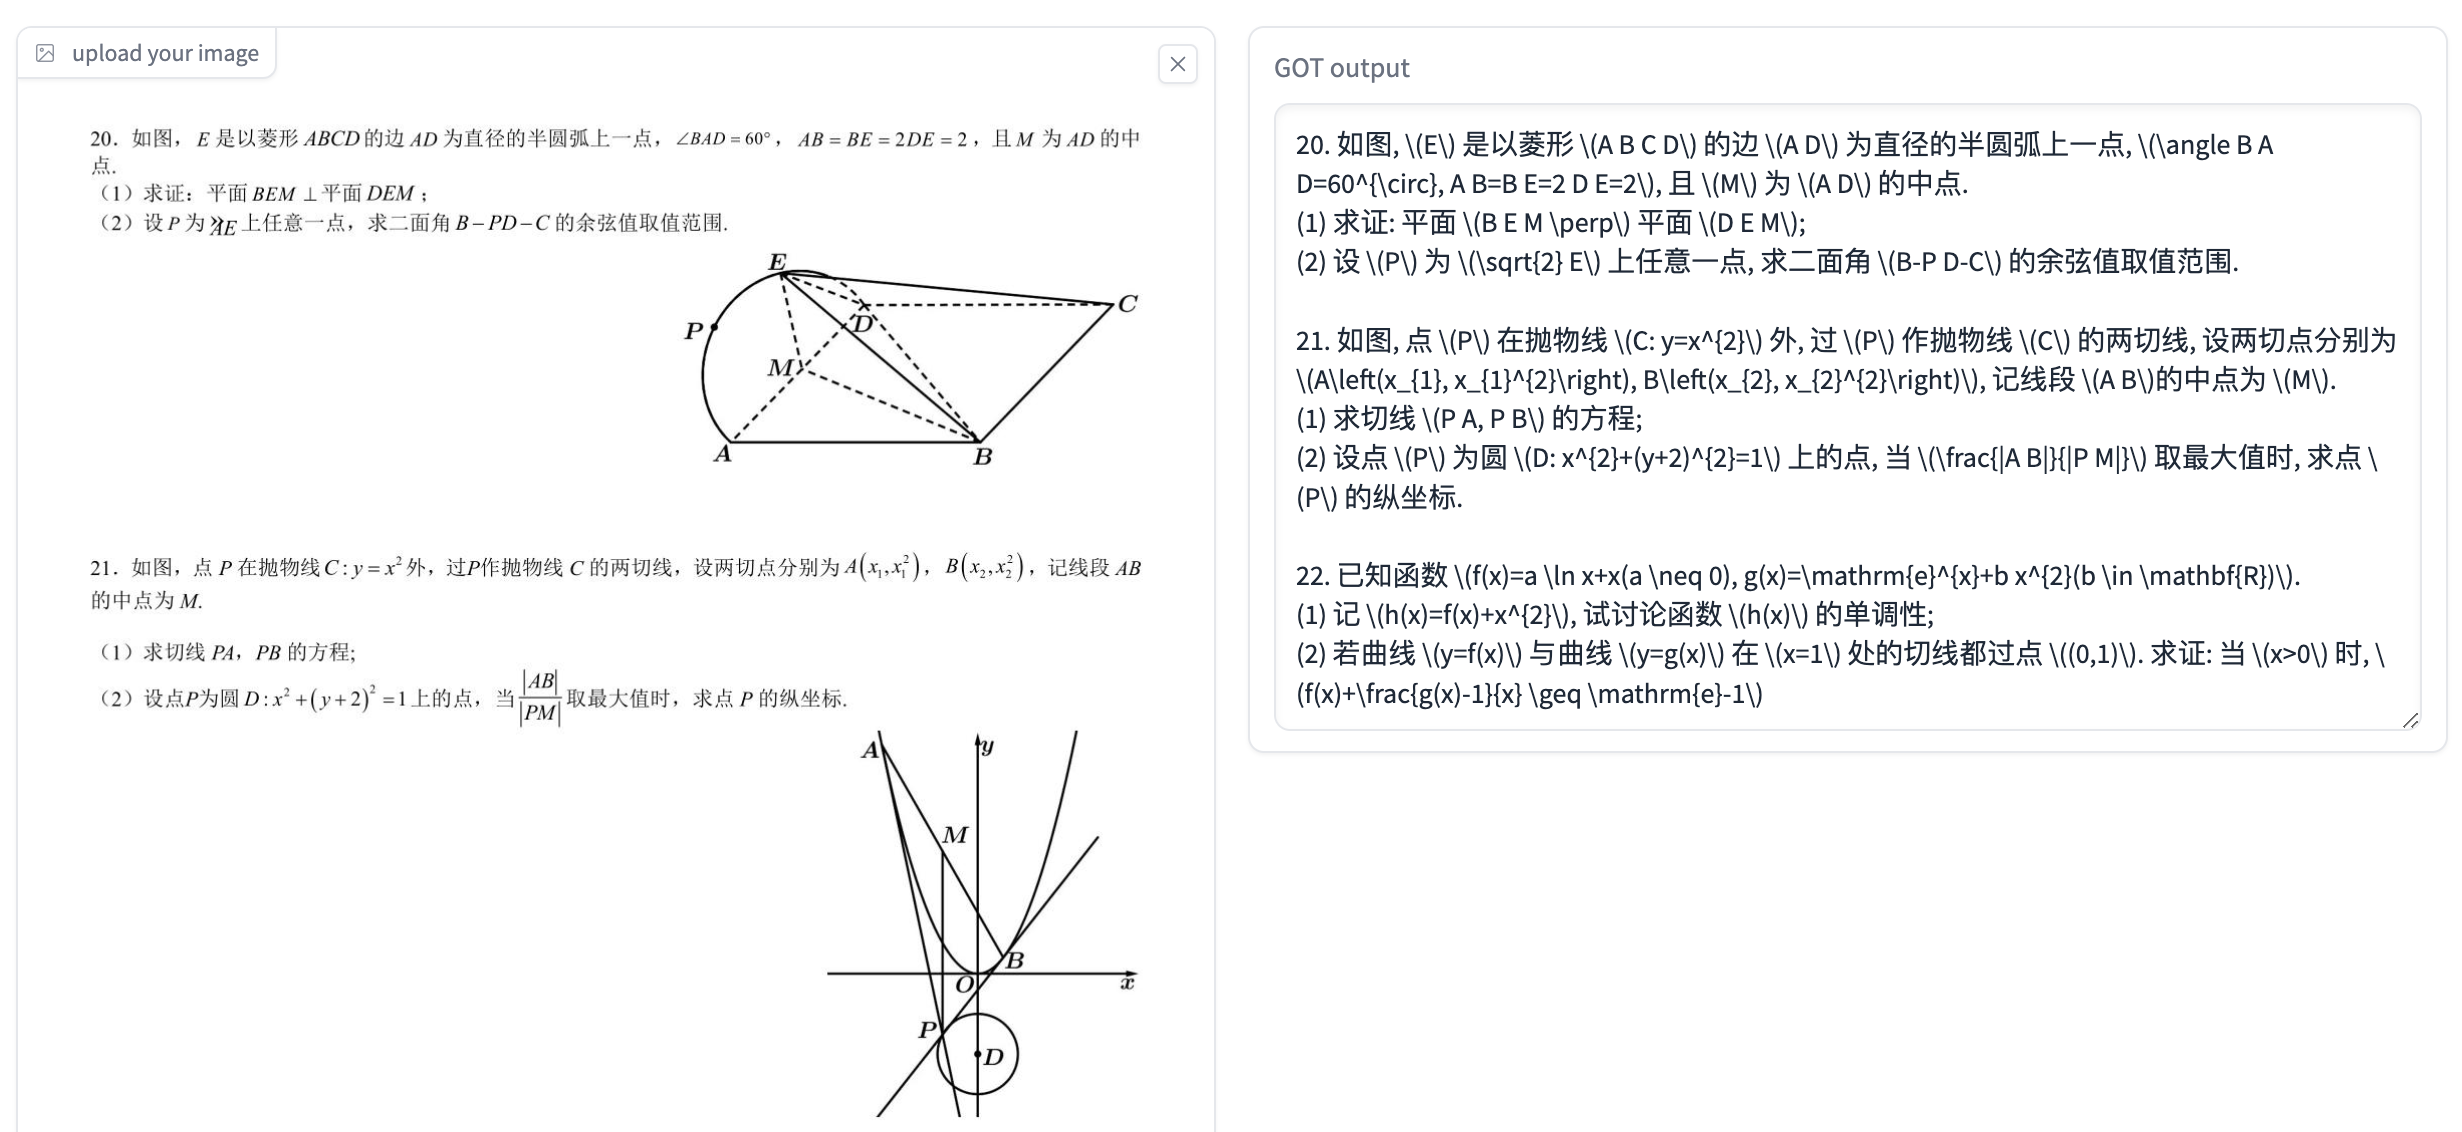 upload your image
20．如图， E 是以菱形 ABCD 的边 AD 为直径的半圆弧上一点，∠BAD = 60°， AB = BE = 2DE = 2，且 M 为 AD 的中
点.
（1）求证：平面 BEM ⊥平面 DEM；
（2）设 P 为 AE 上任意一点，求二面角 B－PD－C 的余弦值取值范围.
E
C
P
D
M
A
B
21．如图，点 P 在抛物线 C : y = x² 外，过P作抛物线 C 的两切线，设两切点分别为 A(x₁,x₁²)，B(x₂,x₂²)，记线段 AB
的中点为 M.
（1）求切线 PA，PB 的方程;
（2）设点P为圆 D : x² +(y+2)² =1上的点，当|AB|/|PM|取最大值时，求点 P 的纵坐标.
A
y
M
B
O
x
P
D
GOT output
20. 如图, \(E\) 是以菱形 \(A B C D\) 的边 \(A D\) 为直径的半圆弧上一点, \(\angle B A
D=60^{\circ}, A B=B E=2 D E=2\), 且 \(M\) 为 \(A D\) 的中点.
(1) 求证: 平面 \(B E M \perp\) 平面 \(D E M\);
(2) 设 \(P\) 为 \(\sqrt{2} E\) 上任意一点, 求二面角 \(B-P D-C\) 的余弦值取值范围.
21. 如图, 点 \(P\) 在抛物线 \(C: y=x^{2}\) 外, 过 \(P\) 作抛物线 \(C\) 的两切线, 设两切点分别为
\(A\left(x_{1}, x_{1}^{2}\right), B\left(x_{2}, x_{2}^{2}\right)\), 记线段 \(A B\)的中点为 \(M\).
(1) 求切线 \(P A, P B\) 的方程;
(2) 设点 \(P\) 为圆 \(D: x^{2}+(y+2)^{2}=1\) 上的点, 当 \(\frac{|A B|}{|P M|}\) 取最大值时, 求点 \
(P\) 的纵坐标.
22. 已知函数 \(f(x)=a \ln x+x(a \neq 0), g(x)=\mathrm{e}^{x}+b x^{2}(b \in \mathbf{R})\).
(1) 记 \(h(x)=f(x)+x^{2}\), 试讨论函数 \(h(x)\) 的单调性;
(2) 若曲线 \(y=f(x)\) 与曲线 \(y=g(x)\) 在 \(x=1\) 处的切线都过点 \((0,1)\). 求证: 当 \(x>0\) 时, \
(f(x)+\frac{g(x)-1}{x} \geq \mathrm{e}-1\)